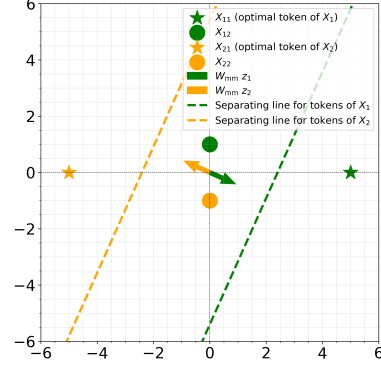 6
4
2
0
−2
−4
−6
−6
−4
−2
0
2
4
6
X₁₁ (optimal token of X₁)
X₁₂
X₂₁ (optimal token of X₂)
X₂₂
Wₘₘ z₁
Wₘₘ z₂
Separating line for tokens of X₁
Separating line for tokens of X₂